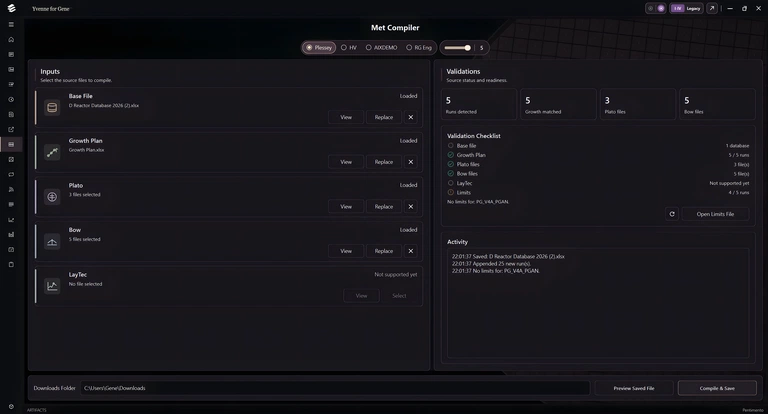 Yvenne for Gene
I-IV Legacy
Met Compiler
Plessey HV AIXDEMO RG Eng 5
Inputs
Select the source files to compile.
Base File
Loaded
D Reactor Database 2026 (2).xlsx
View Replace
Growth Plan
Loaded
Growth Plan.xlsx
View Replace
Plato
Loaded
3 files selected
View Replace
Bow
Loaded
5 files selected
View Replace
LayTec
Not supported yet
No file selected
View Select
Validations
Source status and readiness.
5
Runs detected
5
Growth matched
3
Plato files
5
Bow files
Validation Checklist
Base file 1 database
Growth Plan 5 / 5 runs
Plato files 3 file(s)
Bow files 5 file(s)
LayTec Not supported yet
Limits 4 / 5 runs
No limits for: PG_V4A_PGAN.
Open Limits File
Activity
22:01:37 Saved: D Reactor Database 2026 (2).xlsx
22:01:37 Appended 25 new run(s).
22:01:37 No limits for: PG_V4A_PGAN.
Downloads Folder C:\Users\Gene\Downloads
Preview Saved File Compile & Save
ARTIFACTS
Pentimento